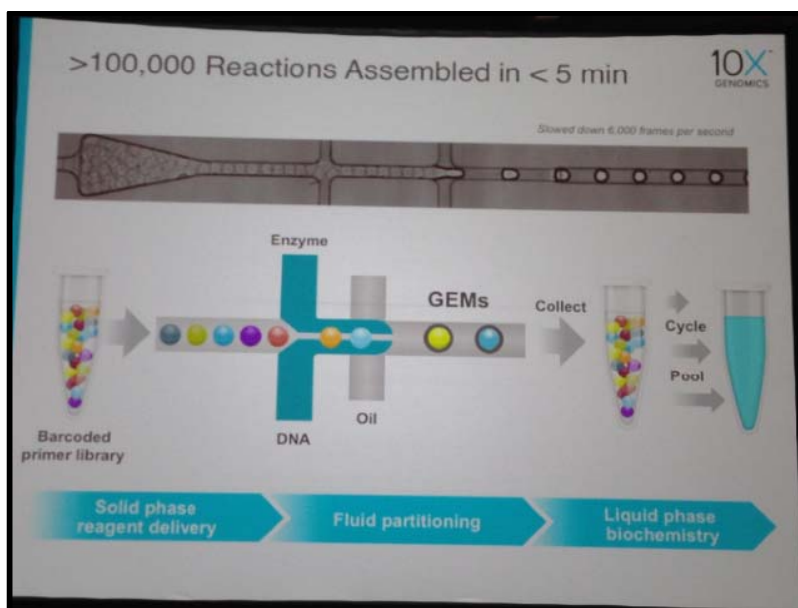 >100,000 Reactions Assembled in < 5 min
10X
GENOMICS
Slowed down 6,000 frames per second
Enzyme
GEMs
Collect
Cycle
Pool
Oil
DNA
Barcoded
primer library
Solid phase
reagent delivery
Fluid partitioning
Liquid phase
biochemistry